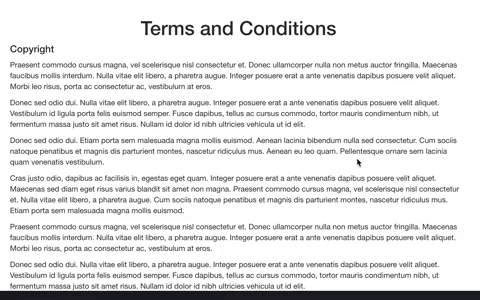 Terms and Conditions
Copyright
Praesent commodo cursus magna, vel scelerisque nisl consectetur et. Donec ullamcorper nulla non metus auctor fringilla. Maecenas
faucibus mollis interdum. Nulla vitae elit libero, a pharetra augue. Integer posuere erat a ante venenatis dapibus posuere velit aliquet.
Morbi leo risus, porta ac consectetur ac, vestibulum at eros.
Donec sed odio dui. Nulla vitae elit libero, a pharetra augue. Integer posuere erat a ante venenatis dapibus posuere velit aliquet.
Vestibulum id ligula porta felis euismod semper. Fusce dapibus, tellus ac cursus commodo, tortor mauris condimentum nibh, ut
fermentum massa justo sit amet risus. Nullam id dolor id nibh ultricies vehicula ut id elit.
Donec sed odio dui. Etiam porta sem malesuada magna mollis euismod. Aenean lacinia bibendum nulla sed consectetur. Cum sociis
natoque penatibus et magnis dis parturient montes, nascetur ridiculus mus. Aenean eu leo quam. Pellentesque ornare sem lacinia
quam venenatis vestibulum.
Cras justo odio, dapibus ac facilisis in, egestas eget quam. Integer posuere erat a ante venenatis dapibus posuere velit aliquet.
Maecenas sed diam eget risus varius blandit sit amet non magna. Praesent commodo cursus magna, vel scelerisque nisl consectetur
et. Nulla vitae elit libero, a pharetra augue. Cum sociis natoque penatibus et magnis dis parturient montes, nascetur ridiculus mus.
Etiam porta sem malesuada magna mollis euismod.
Praesent commodo cursus magna, vel scelerisque nisl consectetur et. Donec ullamcorper nulla non metus auctor fringilla. Maecenas
faucibus mollis interdum. Nulla vitae elit libero, a pharetra augue. Integer posuere erat a ante venenatis dapibus posuere velit aliquet.
Morbi leo risus, porta ac consectetur ac, vestibulum at eros.
Donec sed odio dui. Nulla vitae elit libero, a pharetra augue. Integer posuere erat a ante venenatis dapibus posuere velit aliquet.
Vestibulum id ligula porta felis euismod semper. Fusce dapibus, tellus ac cursus commodo, tortor mauris condimentum nibh, ut
fermentum massa justo sit amet risus. Nullam id dolor id nibh ultricies vehicula ut id elit.